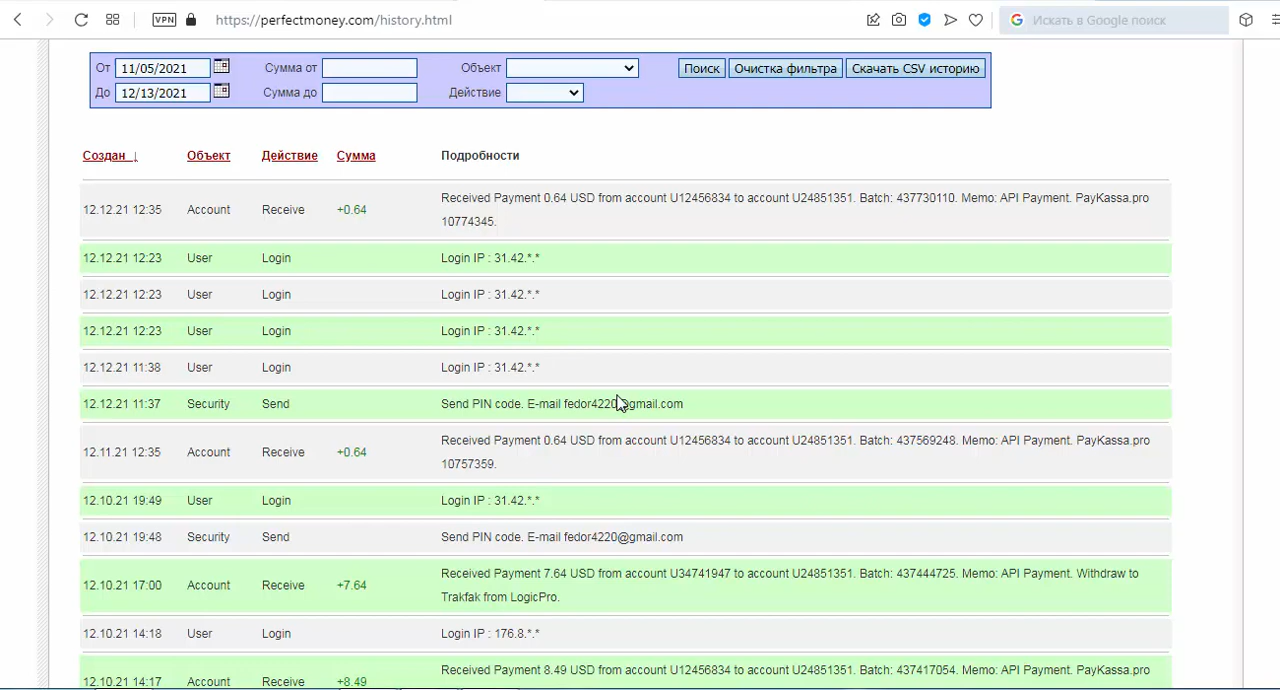 VPN https://perfectmoney.com/history.html Искать в Google поиск
От 11/05/2021 Сумма от Объект Поиск Очистка фильтра Скачать CSV историю
До 12/13/2021 Сумма до Действие
Создан ↓ Объект Действие Сумма Подробности
12.12.21 12:35 Account Receive +0.64 Received Payment 0.64 USD from account U12456834 to account U24851351. Batch: 437730110. Memo: API Payment. PayKassa.pro
10774345.
12.12.21 12:23 User Login Login IP : 31.42.*.*
12.12.21 12:23 User Login Login IP : 31.42.*.*
12.12.21 12:23 User Login Login IP : 31.42.*.*
12.12.21 11:38 User Login Login IP : 31.42.*.*
12.12.21 11:37 Security Send Send PIN code. E-mail fedor4220@gmail.com
12.11.21 12:35 Account Receive +0.64 Received Payment 0.64 USD from account U12456834 to account U24851351. Batch: 437569248. Memo: API Payment. PayKassa.pro
10757359.
12.10.21 19:49 User Login Login IP : 31.42.*.*
12.10.21 19:48 Security Send Send PIN code. E-mail fedor4220@gmail.com
12.10.21 17:00 Account Receive +7.64 Received Payment 7.64 USD from account U34741947 to account U24851351. Batch: 437444725. Memo: API Payment. Withdraw to
Trakfak from LogicPro.
12.10.21 14:18 User Login Login IP : 176.8.*.*
12.10.21 14:17 Account Receive +8.49 Received Payment 8.49 USD from account U12456834 to account U24851351. Batch: 437417054. Memo: API Payment. PayKassa.pro